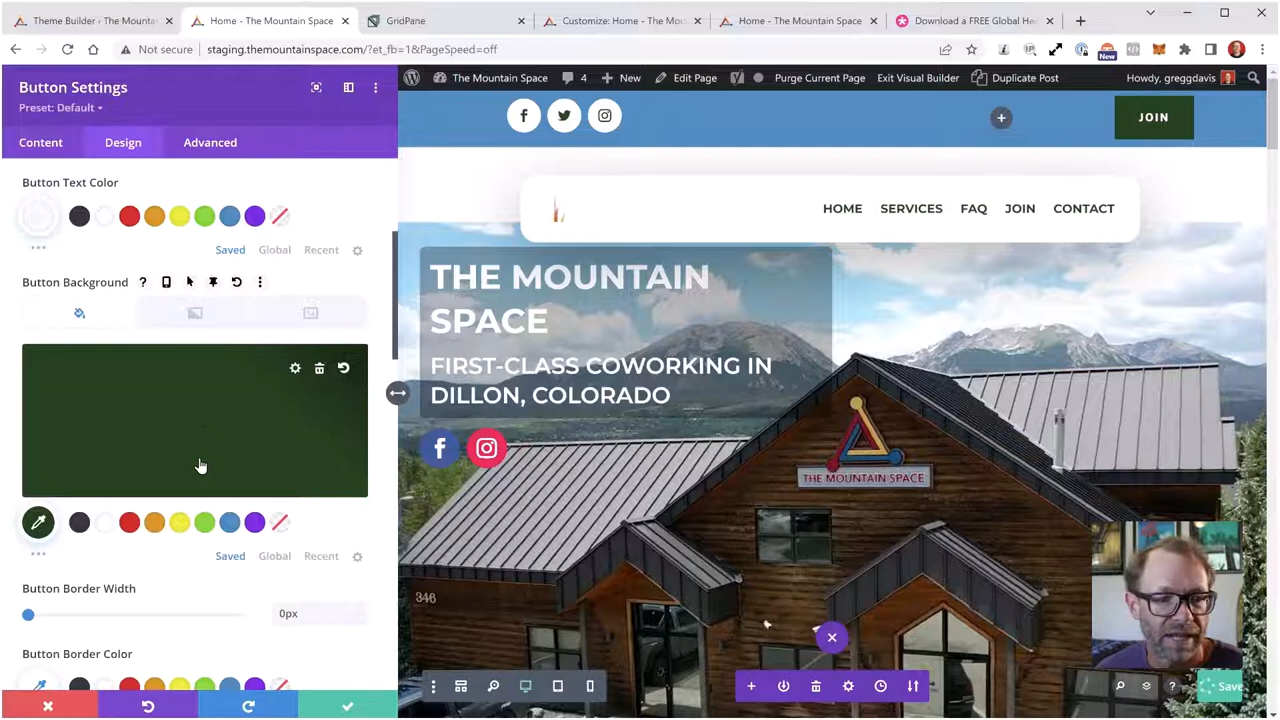 Theme Builder ‹ The Mountain
Home - The Mountain Space
GridPane
Customize: Home - The Mou
Home - The Mountain Space
Download a FREE Global He
Not secure
staging.themountainspace.com/?et_fb=1&PageSpeed=off
New
Button Settings
Preset: Default
Content
Design
Advanced
The Mountain Space
4
New
Edit Page
Purge Current Page
Exit Visual Builder
Duplicate Post
Howdy, greggdavis
JOIN
Button Text Color
Saved
Global
Recent
Button Background
Saved
Global
Recent
Button Border Width
0px
Button Border Color
HOME
SERVICES
FAQ
JOIN
CONTACT
THE MOUNTAIN
SPACE
FIRST-CLASS COWORKING IN
DILLON, COLORADO
THE MOUNTAIN SPACE
346
Save